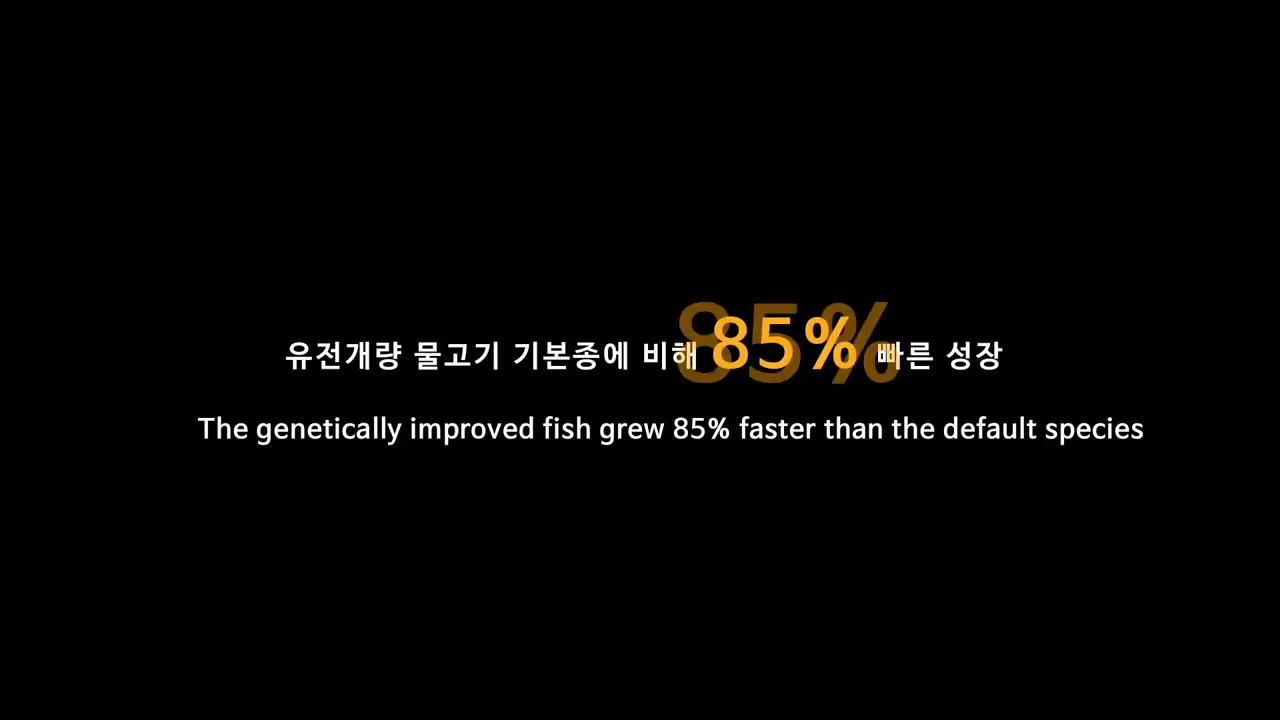 유전개량 물고기 기본종에 비해 85% 빠른 성장
The genetically improved fish grew 85% faster than the default species